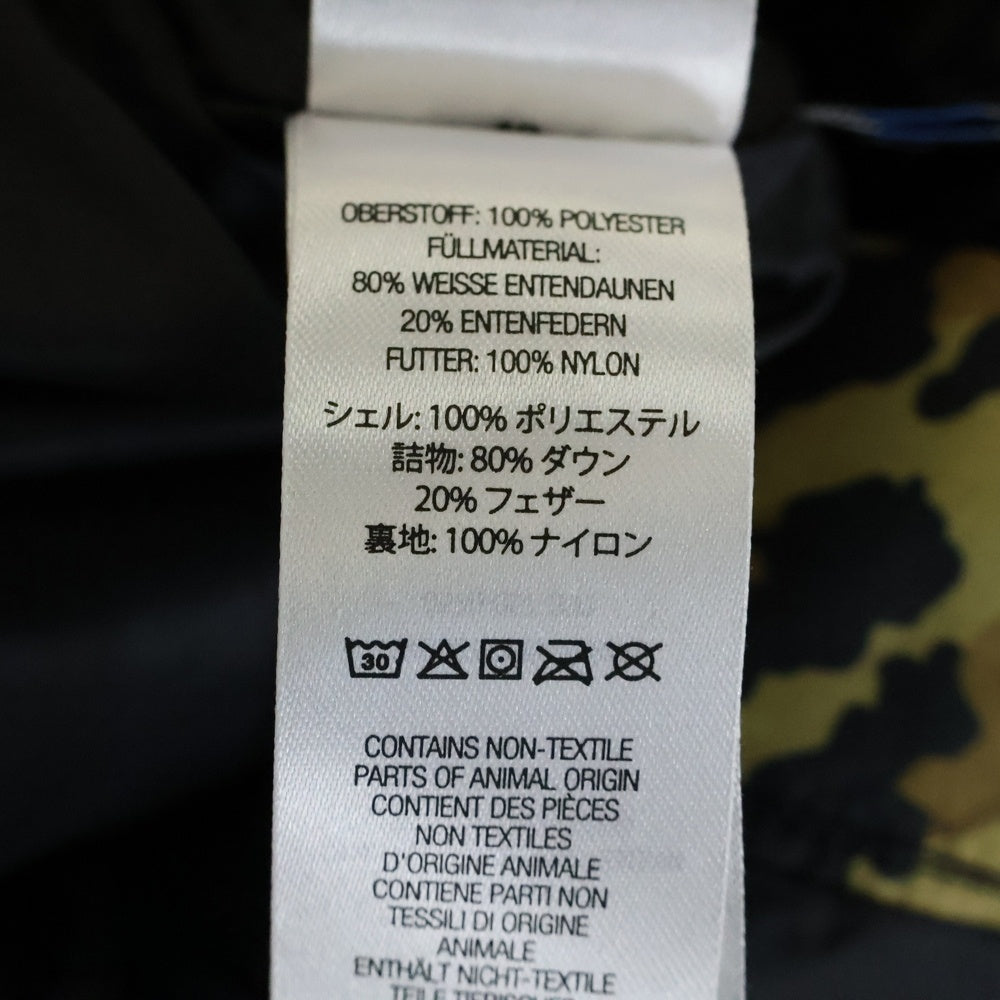 OBERSTOFF: 100% POLYESTER
FÜLLMATERIAL:
80% WEISSE ENTENDAUNEN
20% ENTENFEDERN
FUTTER: 100% NYLON
シェル: 100% ポリエステル
詰物: 80% ダウン
20% フェザー
裏地: 100% ナイロン
30
CONTAINS NON-TEXTILE
PARTS OF ANIMAL ORIGIN
CONTIENT DES PIÈCES
NON TEXTILES
D'ORIGINE ANIMALE
CONTIENE PARTI NON
TESSILI DI ORIGINE
ANIMALE
ENTHÄLT NICHT-TEXTILE
TEILE TIERISCHER